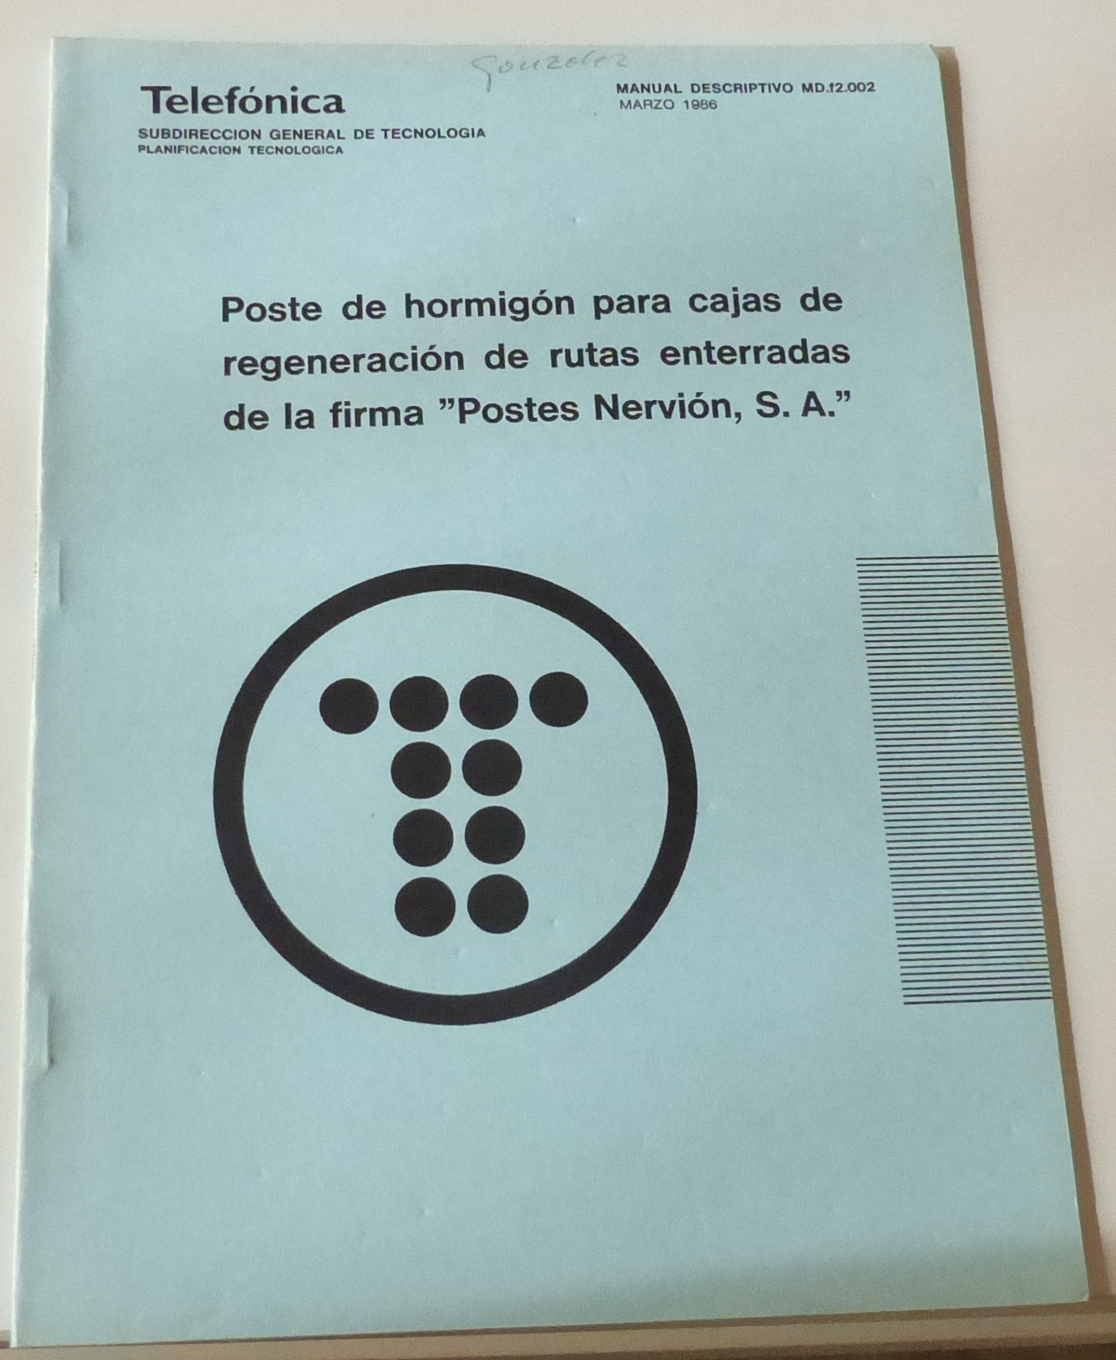 Gonzalez
Telefónica
SUBDIRECCION GENERAL DE TECNOLOGIA
PLANIFICACION TECNOLOGICA
MANUAL DESCRIPTIVO MD.12.002
MARZO 1986
Poste de hormigón para cajas de
regeneración de rutas enterradas
de la firma ”Postes Nervión, S. A.”